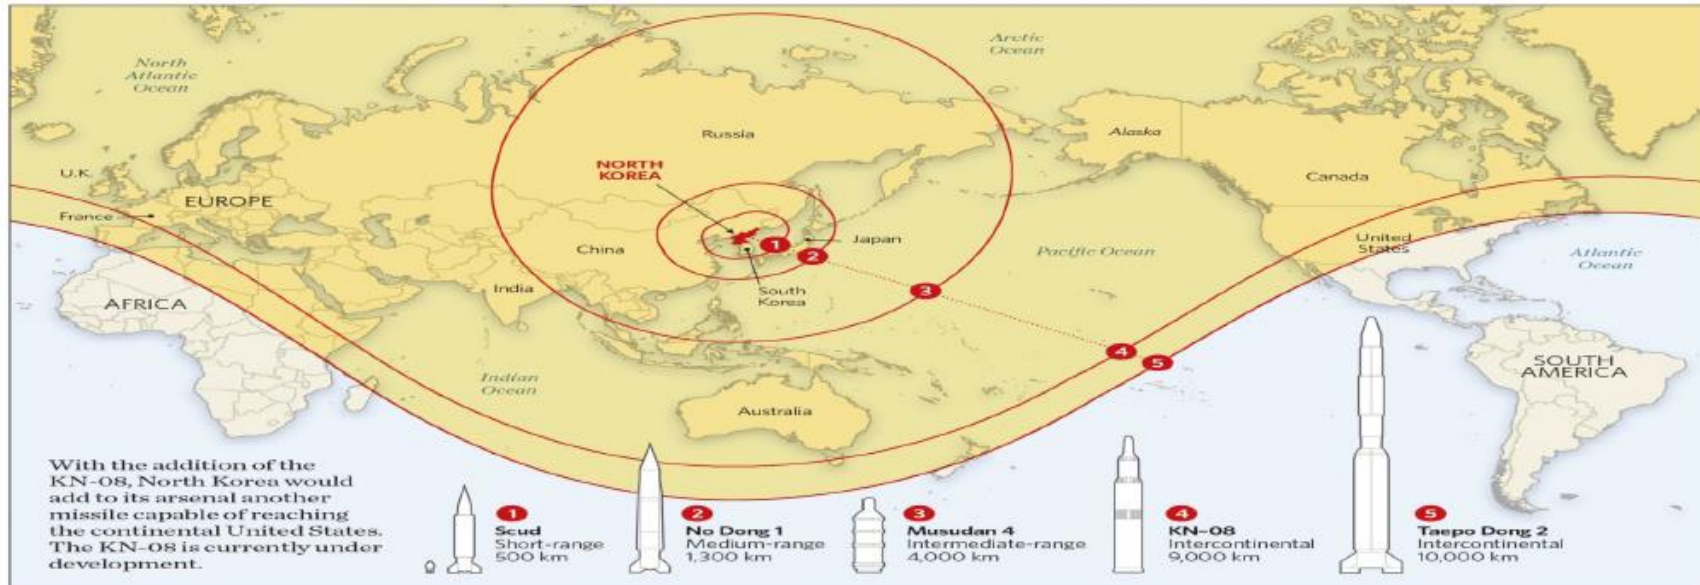 Arctic
Ocean
North
Atlantic
Ocean
Russia
Alaska
NORTH
KOREA
U.K.
Canada
EUROPE
France
China
Japan
Pacific Ocean
United
States
Atlantic
Ocean
1
2
India
South
Korea
3
AFRICA
4
5
SOUTH
AMERICA
Indian
Ocean
Australia
With the addition of the
KN-08, North Korea would
add to its arsenal another
missile capable of reaching
the continental United States.
The KN-08 is currently under
development.
1
Scud
Short-range
500 km
2
No Dong 1
Medium-range
1,300 km
3
Musudan 4
Intermediate-range
4,000 km
4
KN-08
Intercontinental
9,000 km
5
Taepo Dong 2
Intercontinental
10,000 km